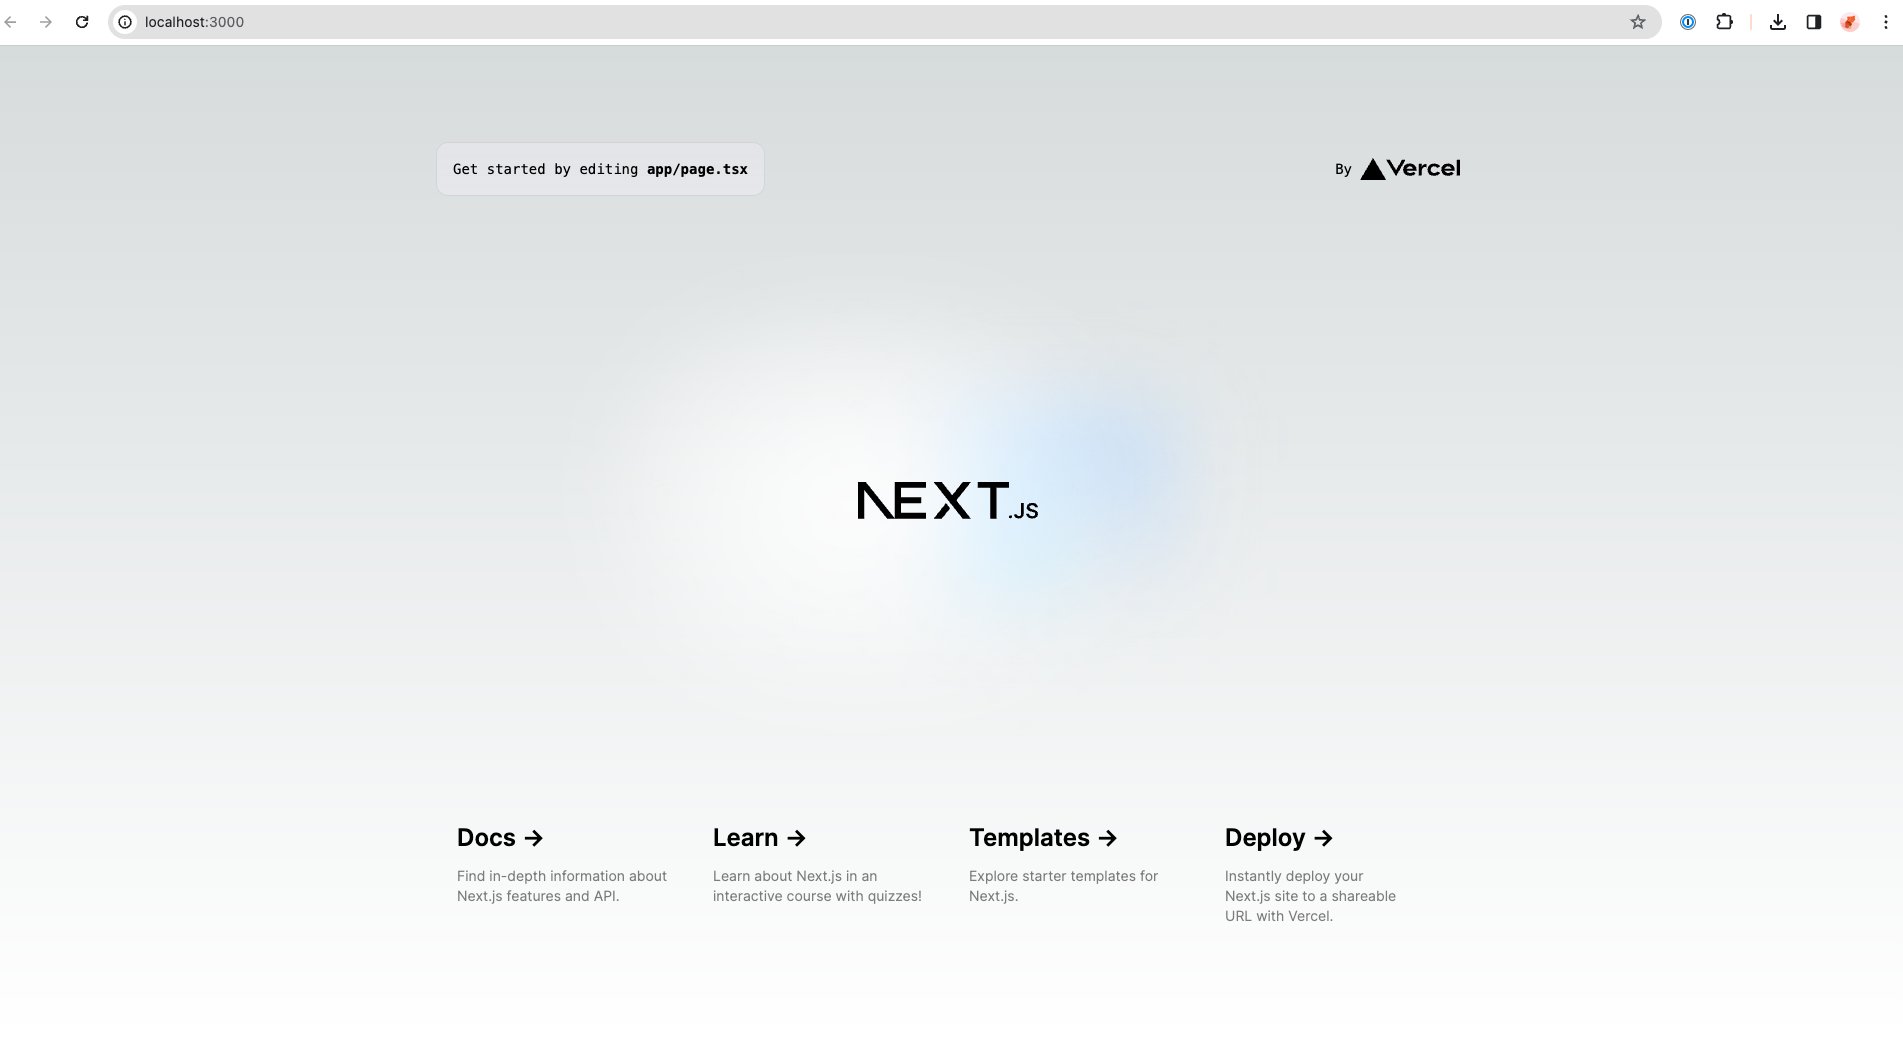 localhost:3000
Get started by editing app/page.tsx
By Vercel
NEXT.JS
Docs →
Find in-depth information about
Next.js features and API.
Learn →
Learn about Next.js in an
interactive course with quizzes!
Templates →
Explore starter templates for
Next.js.
Deploy →
Instantly deploy your
Next.js site to a shareable
URL with Vercel.